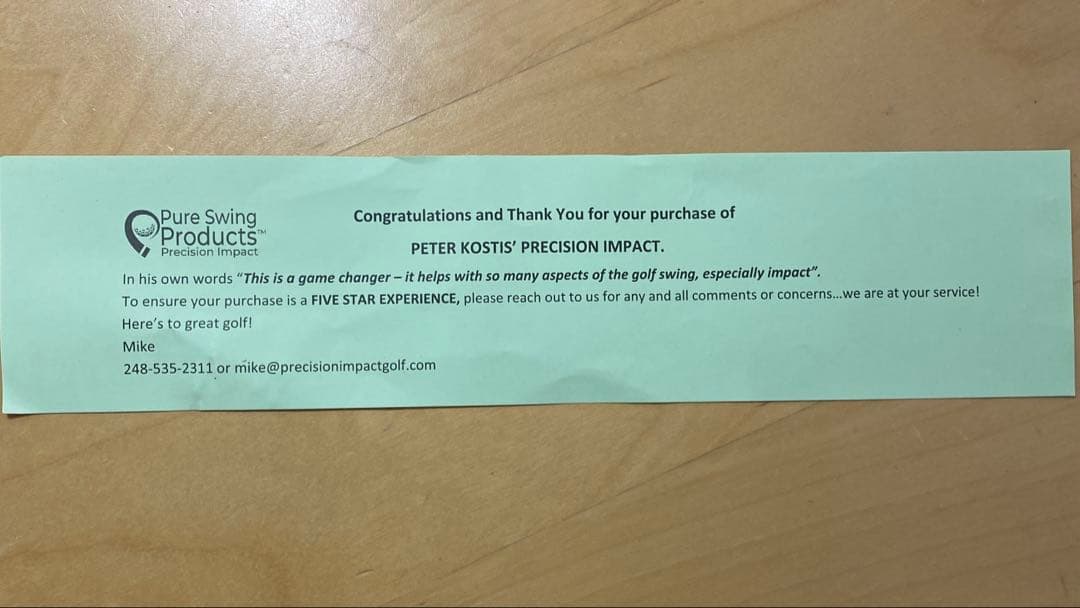 Pure Swing
Products™
Precision Impact
Congratulations and Thank You for your purchase of
PETER KOSTIS’ PRECISION IMPACT.
In his own words “This is a game changer – it helps with so many aspects of the golf swing, especially impact”.
To ensure your purchase is a FIVE STAR EXPERIENCE, please reach out to us for any and all comments or concerns...we are at your service!
Here’s to great golf!
Mike
248-535-2311 or mike@precisionimpactgolf.com